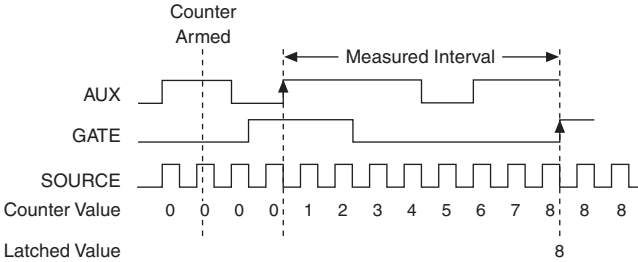 Counter
Armed
Measured Interval
AUX
GATE
SOURCE
Counter Value 0 0 0 0 1 2 3 4 5 6 7 8 8 8
Latched Value 8